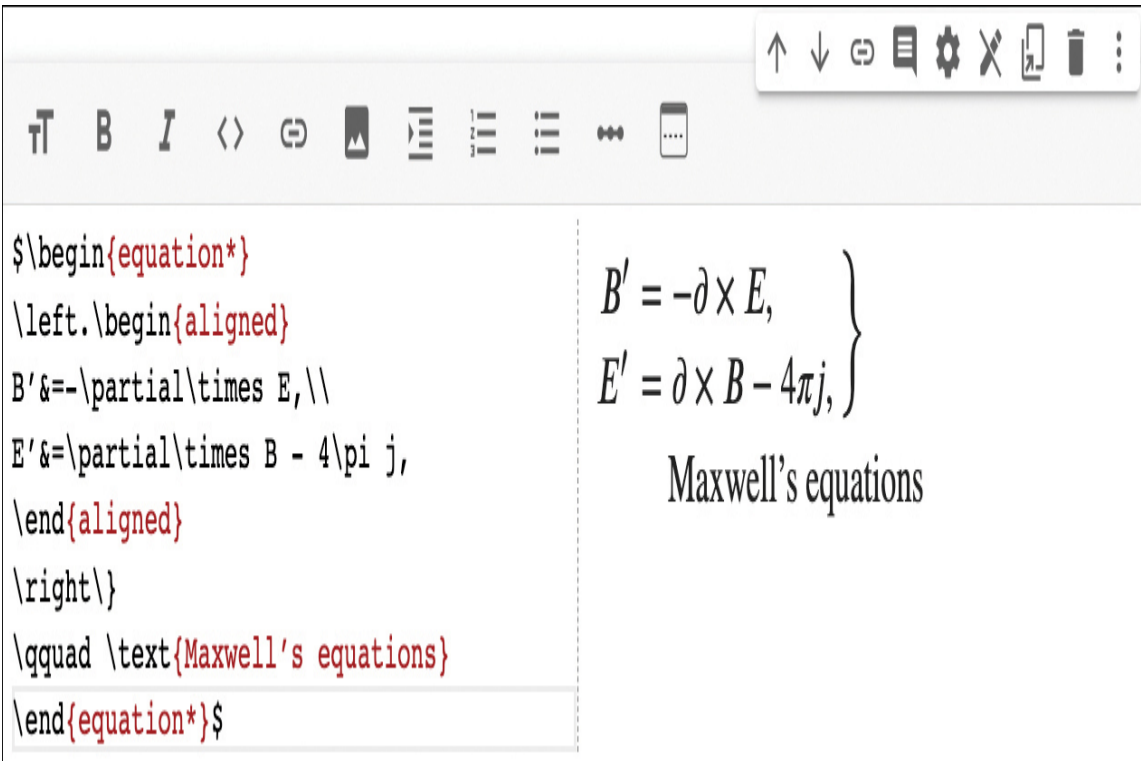 $\begin{equation*}
\left.\begin{aligned}
B'&=-\partial\times E,\\
E'&=\partial\times B - 4\pi j,
\end{aligned}
\right\}
\qquad \text{Maxwell's equations}
\end{equation*}$
B′ = −∂ × E,
E′ = ∂ × B − 4πj,
Maxwell’s equations